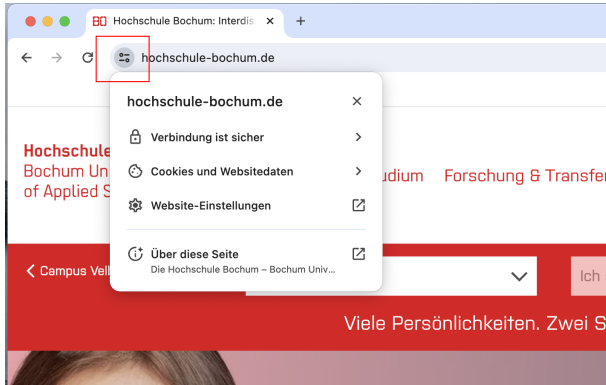 BO Hochschule Bochum: Interdis
hochschule-bochum.de
hochschule-bochum.de
Verbindung ist sicher
Cookies und Websitedaten
Website-Einstellungen
Über diese Seite
Die Hochschule Bochum – Bochum Univ...
Hochschule
Bochum Un
of Applied S
udium Forschung & Transfer
Campus Vel
Ich
Viele Persönlichkeiten. Zwei S